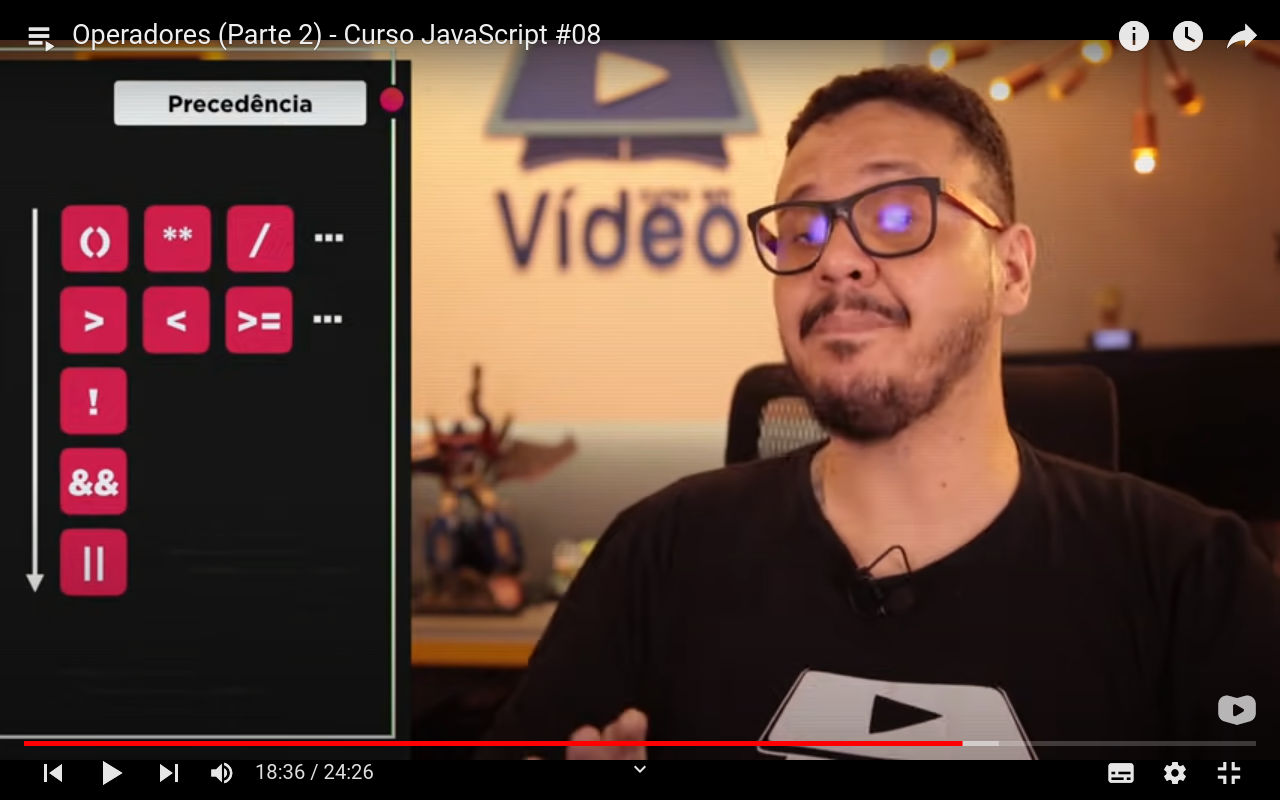 Operadores (Parte 2) - Curso JavaScript #08
Precedência
() ** / ...
> < >= ...
!
&&
||
Vídeo
18:36 / 24:26